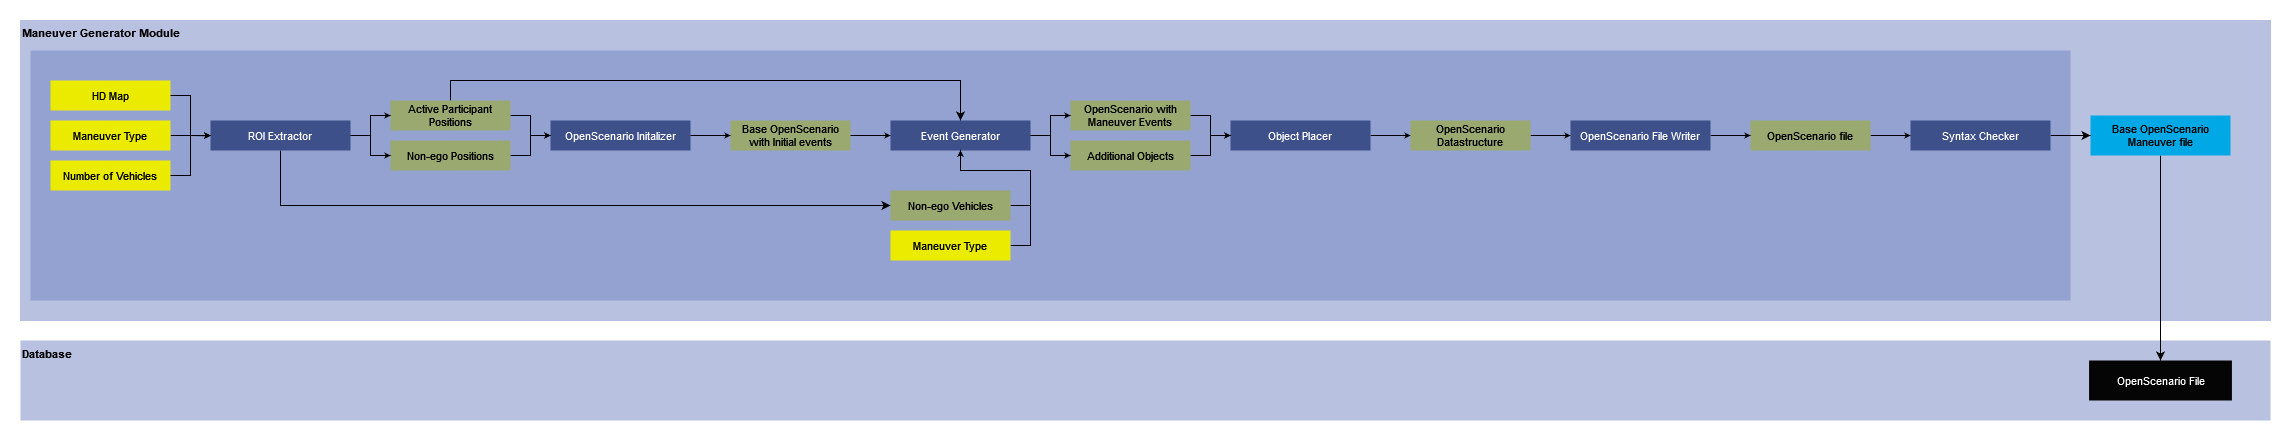 Maneuver Generator Module
HD Map
Maneuver Type
Number of Vehicles
ROI Extractor
Active Participant
Positions
Non-ego Positions
OpenScenario Initalizer
Base OpenScenario
with Initial events
Event Generator
Non-ego Vehicles
Maneuver Type
OpenScenario with
Maneuver Events
Additional Objects
Object Placer
OpenScenario
Datastructure
OpenScenario File Writer
OpenScenario file
Syntax Checker
Base OpenScenario
Maneuver file
Database
OpenScenario File